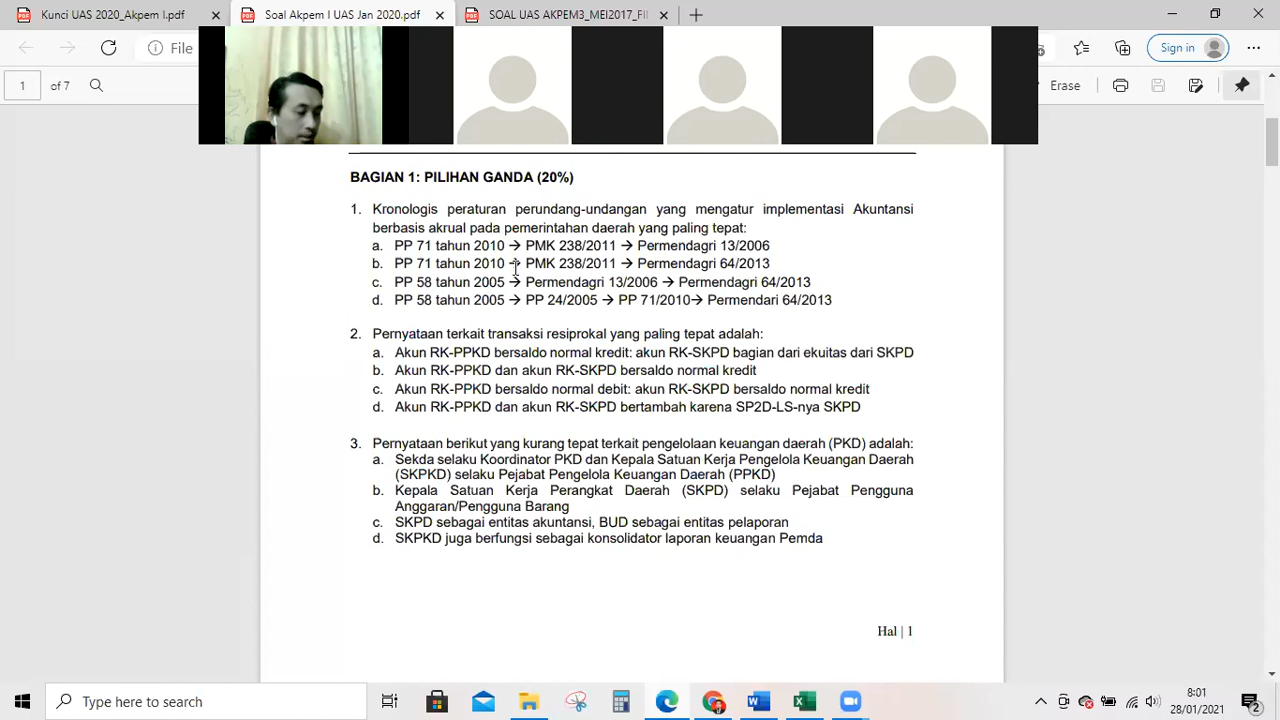 Kunci UAS 2020_Akpem I.pdf
Soal Akpem I UAS Jan 2020.pdf
SOAL UAS AKPEM3_MEI2017_FII
File
Sign in
1 of 7
Erase
BAGIAN 1: PILIHAN GANDA (20%)
1. Kronologis peraturan perundang-undangan yang mengatur implementasi Akuntansi
berbasis akrual pada pemerintahan daerah yang paling tepat:
a. PP 71 tahun 2010 → PMK 238/2011 → Permendagri 13/2006
b. PP 71 tahun 2010 → PMK 238/2011 → Permendagri 64/2013
c. PP 58 tahun 2005 → Permendagri 13/2006 → Permendagri 64/2013
d. PP 58 tahun 2005 → PP 24/2005 → PP 71/2010→ Permendari 64/2013
2. Pernyataan terkait transaksi resiprokal yang paling tepat adalah:
a. Akun RK-PPKD bersaldo normal kredit: akun RK-SKPD bagian dari ekuitas dari SKPD
b. Akun RK-PPKD dan akun RK-SKPD bersaldo normal kredit
c. Akun RK-PPKD bersaldo normal debit: akun RK-SKPD bersaldo normal kredit
d. Akun RK-PPKD dan akun RK-SKPD bertambah karena SP2D-LS-nya SKPD
3. Pernyataan berikut yang kurang tepat terkait pengelolaan keuangan daerah (PKD) adalah:
a. Sekda selaku Koordinator PKD dan Kepala Satuan Kerja Pengelola Keuangan Daerah
(SKPKD) selaku Pejabat Pengelola Keuangan Daerah (PPKD)
b. Kepala Satuan Kerja Perangkat Daerah (SKPD) selaku Pejabat Pengguna
Anggaran/Pengguna Barang
c. SKPD sebagai entitas akuntansi, BUD sebagai entitas pelaporan
d. SKPKD juga berfungsi sebagai konsolidator laporan keuangan Pemda
Hal | 1
Type here to search
8:01
28/01/2021
2